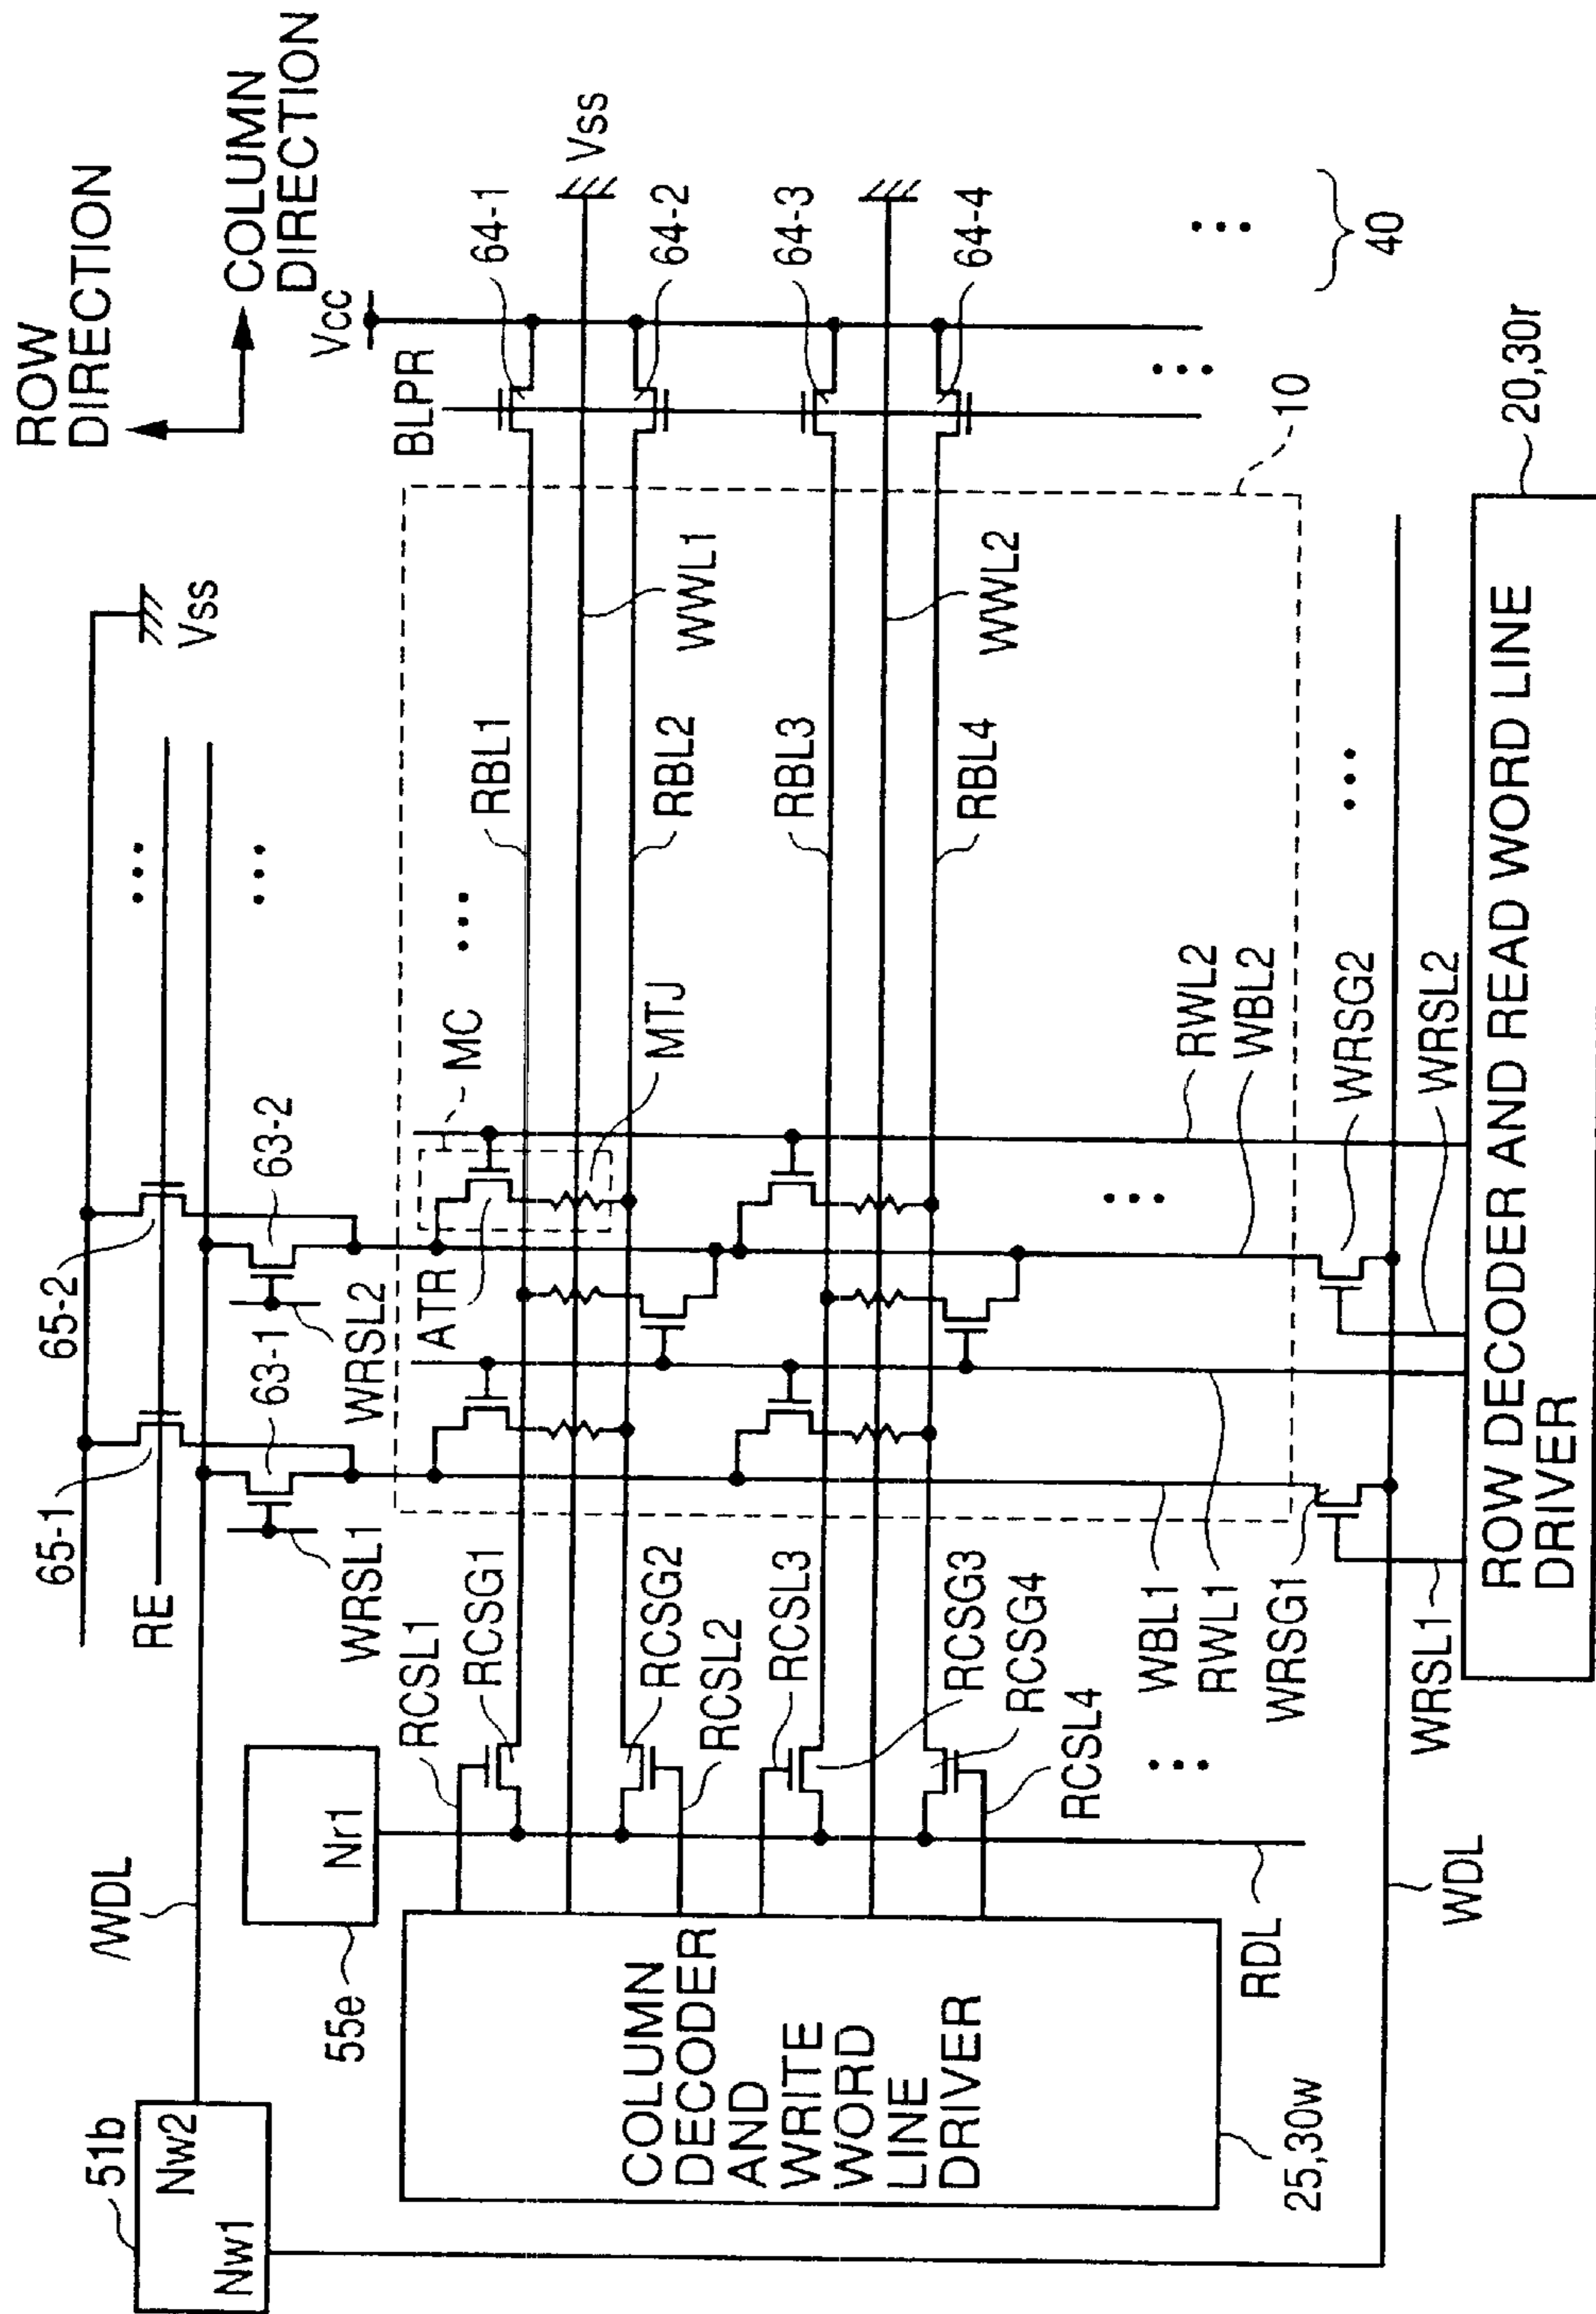 ROW
DIRECTION
COLUMN
DIRECTION
51b
Nw2
Nw1
/WDL
55e
Nr1
65-1
65-2
RE
63-1
63-2
WRSL1
WRSL2
Vss
Vcc
BLPR
64-1
Vss
64-2
64-3
64-4
40
RCSL1
RCSG1
RCSG2
RCSL2
RCSL3
RCSG3
RCSG4
RCSL4
ATR
MC
MTJ
RBL1
RBL2
WWL1
RBL3
RBL4
WWL2
10
COLUMN
DECODER
AND
WRITE
WORD
LINE
DRIVER
25,30w
RDL
WDL
WBL1
RWL1
WRSG1
WRSL1
RWL2
WBL2
WRSG2
WRSL2
20,30r
ROW DECODER AND READ WORD LINE
DRIVER